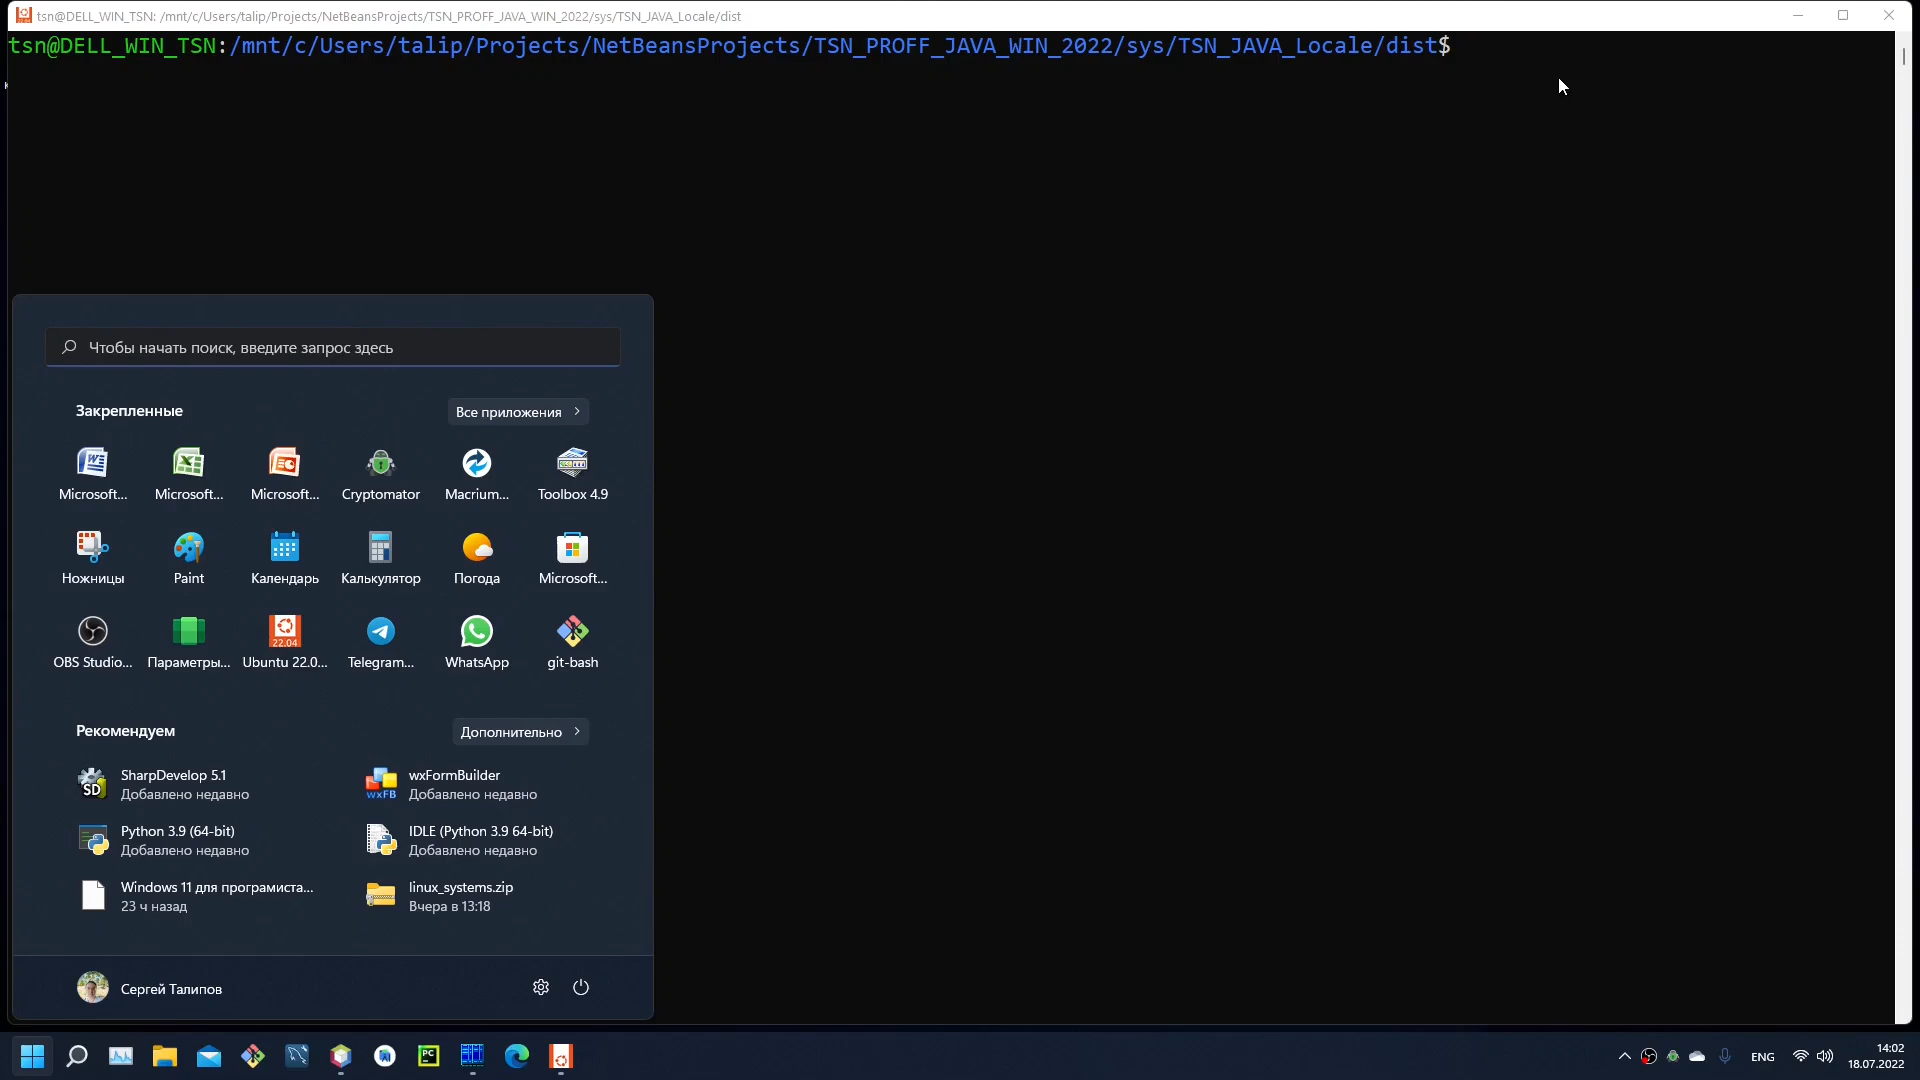 tsn@DELL_WIN_TSN: /mnt/c/Users/talip/Projects/NetBeansProjects/TSN_PROFF_JAVA_WIN_2022/sys/TSN_JAVA_Locale/dist
tsn@DELL_WIN_TSN:/mnt/c/Users/talip/Projects/NetBeansProjects/TSN_PROFF_JAVA_WIN_2022/sys/TSN_JAVA_Locale/dist$
Чтобы начать поиск, введите запрос здесь
Закрепленные
Все приложения
Microsoft... Microsoft... Microsoft... Cryptomator Macrium... Toolbox 4.9
Ножницы Paint Календарь Калькулятор Погода Microsoft...
22.04
OBS Studio... Параметры... Ubuntu 22.0... Telegram... WhatsApp git-bash
Рекомендуем
Дополнительно
SD
SharpDevelop 5.1
Добавлено недавно
wxFB
wxFormBuilder
Добавлено недавно
Python 3.9 (64-bit)
Добавлено недавно
IDLE (Python 3.9 64-bit)
Добавлено недавно
Windows 11 для програмиста...
23 ч назад
linux_systems.zip
Вчера в 13:18
Сергей Талипов
PC
ENG
14:02
18.07.2022